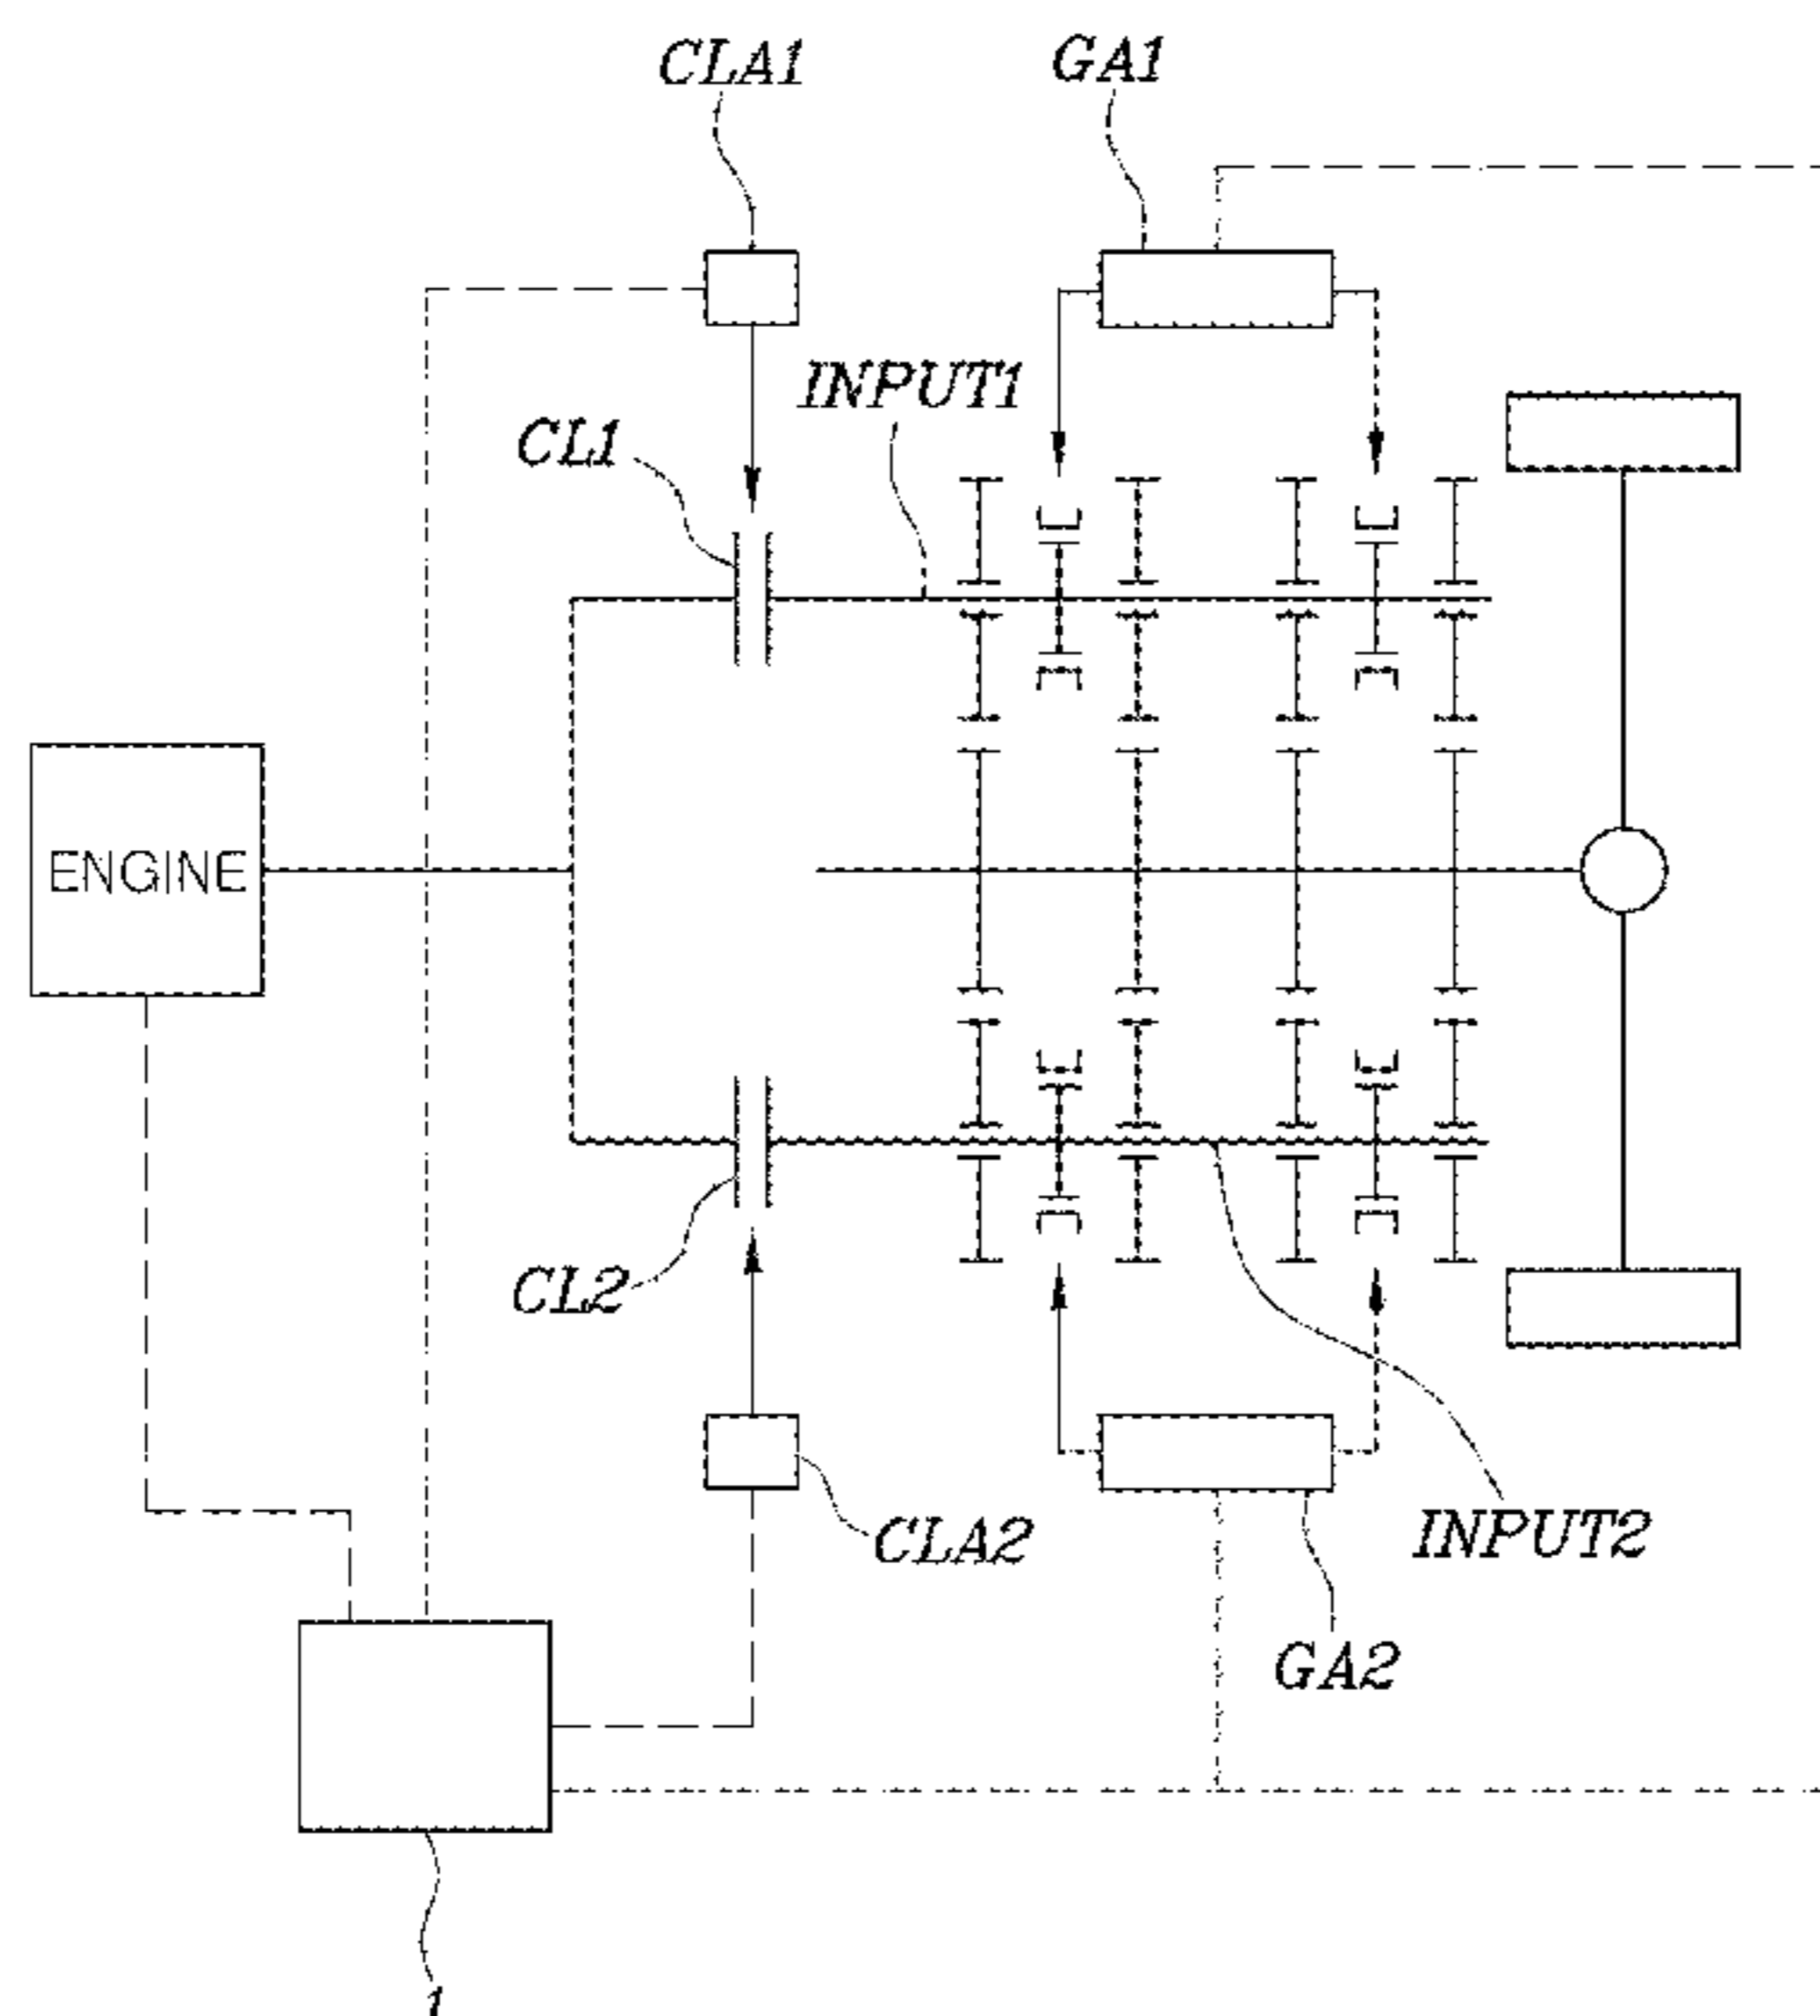 CLA1
GA1
INPUT1
CL1
ENGINE
CL2
CLA2
INPUT2
GA2
1